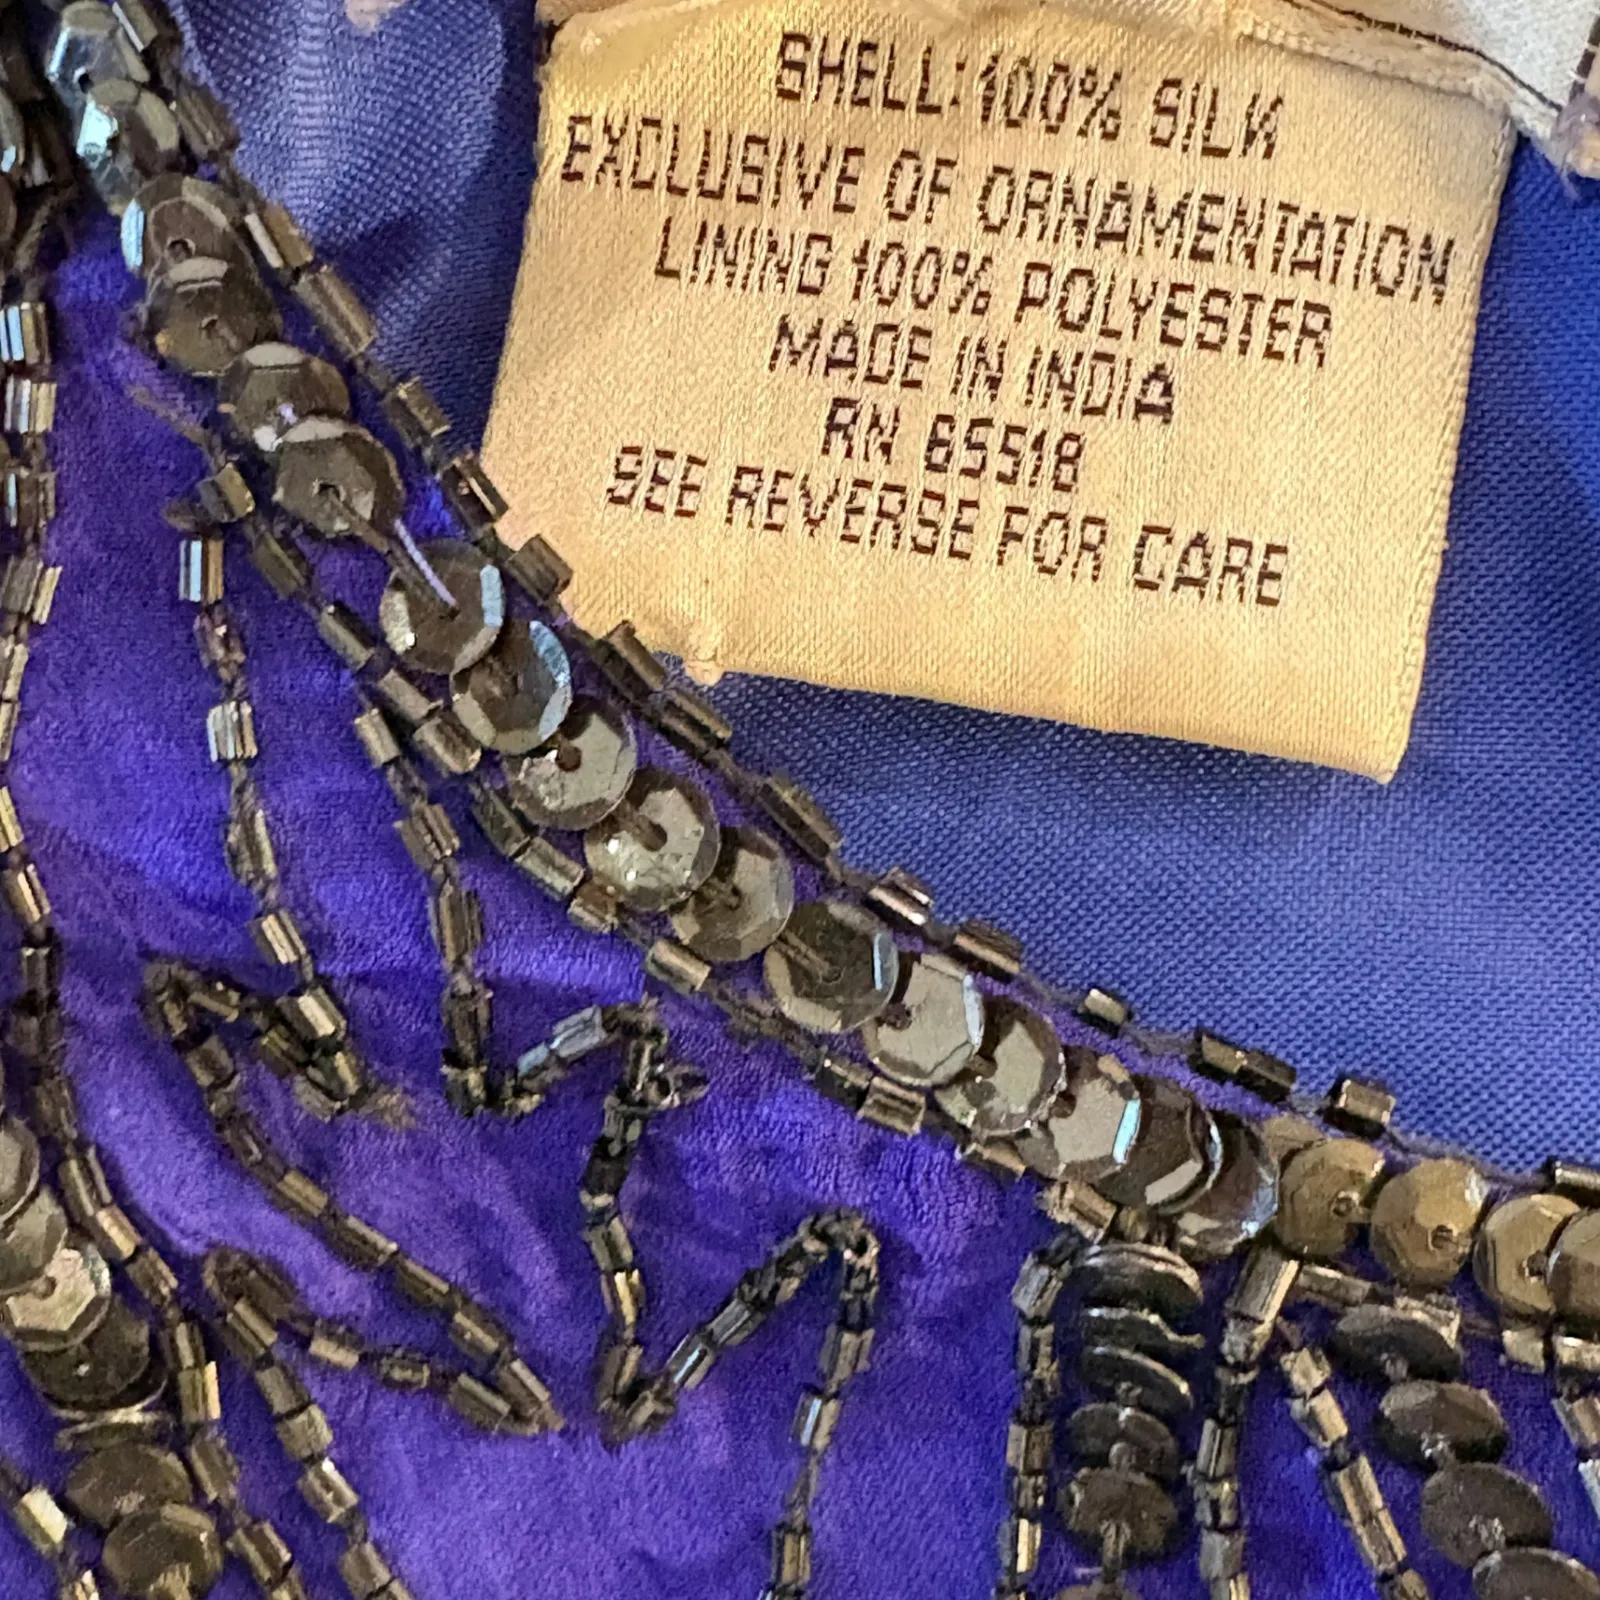 SHELL: 100% SILK
EXCLUSIVE OF ORNAMENTATION
LINING 100% POLYESTER
MADE IN INDIA
RN 65518
SEE REVERSE FOR CARE